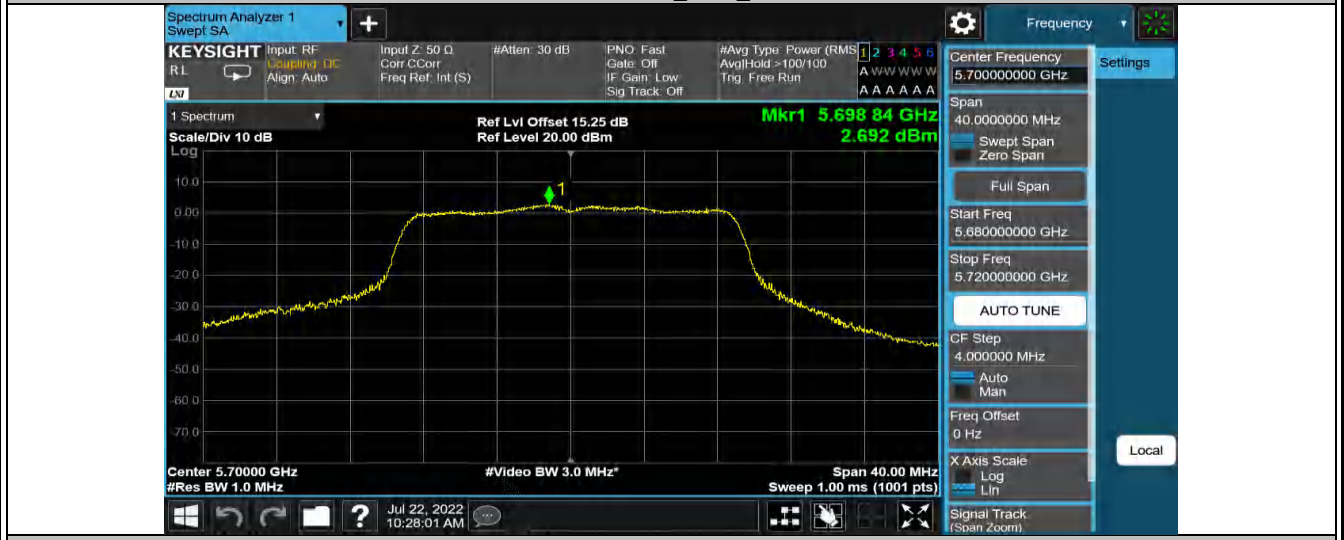 Spectrum Analyzer 1
Swept SA
+
Frequency
KEYSIGHT
RL
LXI
Input: RF
Coupling: DC
Align: Auto
Input Z: 50 Ω
Corr CCorr
Freq Ref: Int (S)
#Atten: 30 dB
PNO: Fast
Gate: Off
IF Gain: Low
Sig Track: Off
#Avg Type: Power (RMS
Avg|Hold:>100/100
Trig: Free Run
1 2 3 4 5 6
A W W W W W
A A A A A A
Center Frequency
5.700000000 GHz
Settings
Span
40.0000000 MHz
Swept Span
Zero Span
Full Span
Start Freq
5.680000000 GHz
Stop Freq
5.720000000 GHz
AUTO TUNE
CF Step
4.000000 MHz
Auto
Man
Freq Offset
0 Hz
X Axis Scale
Log
Lin
Signal Track
(Span Zoom)
Local
1 Spectrum
Scale/Div 10 dB
Log
Ref Lvl Offset 15.25 dB
Ref Level 20.00 dBm
Mkr1 5.698 84 GHz
2.692 dBm
1
10.0
0.00
-10.0
-20.0
-30.0
-40.0
-50.0
-60.0
-70.0
Center 5.70000 GHz
#Res BW 1.0 MHz
#Video BW 3.0 MHz*
Span 40.00 MHz
Sweep 1.00 ms (1001 pts)
?
Jul 22, 2022
10:28:01 AM